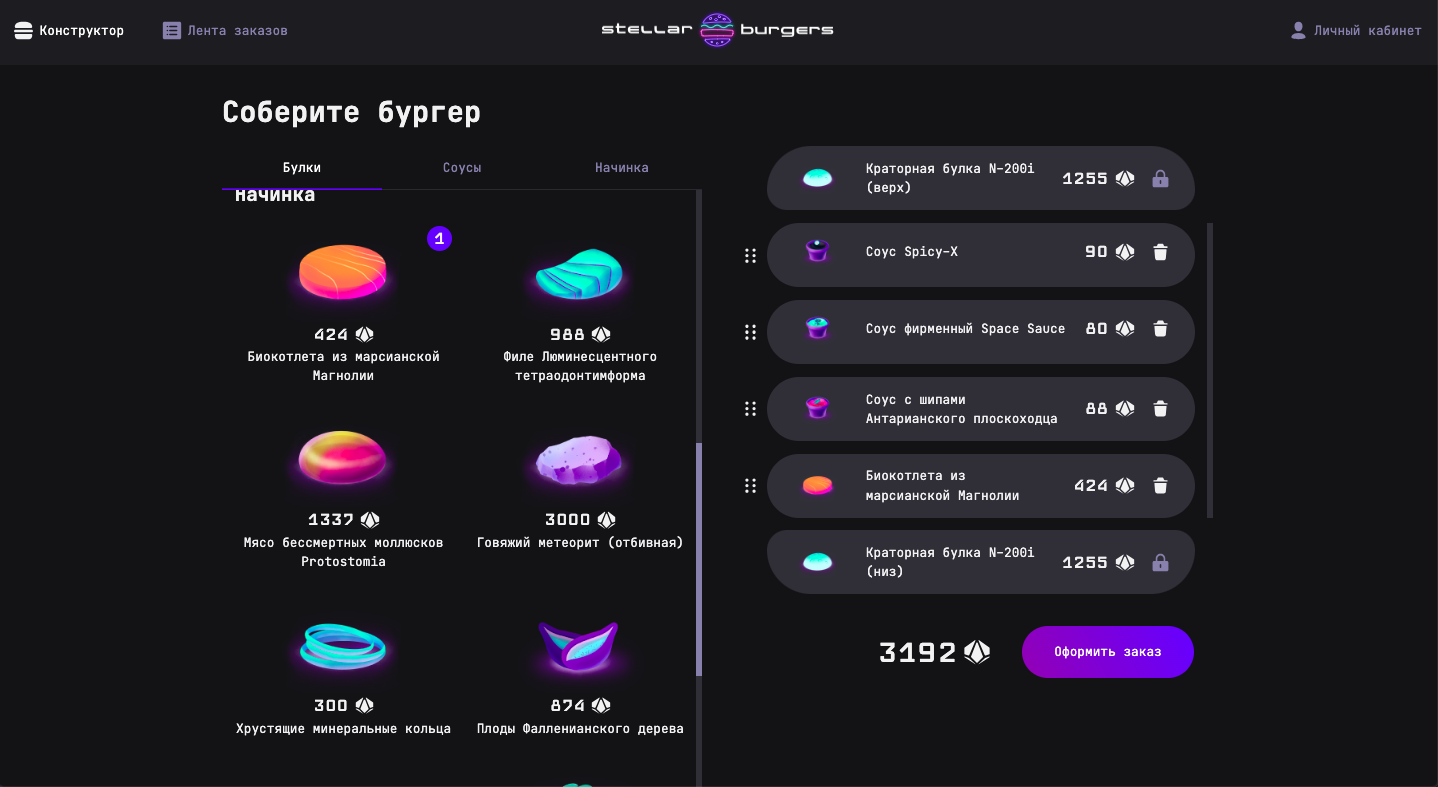 Конструктор
Лента заказов
stellar burgers
Личный кабинет
Соберите бургер
Булки
Соусы
Начинка
Начинка
1
424
Биокотлета из марсианской
Магнолии
988
Филе Люминесцентного
тетраодонтимформа
1337
Мясо бессмертных моллюсков
Protostomia
3000
Говяжий метеорит (отбивная)
300
Хрустящие минеральные кольца
874
Плоды Фалленианского дерева
Краторная булка N-200i
(верх)
1255
Соус Spicy-X
90
Соус фирменный Space Sauce
80
Соус с шипами
Антарианского плоскоходца
88
Биокотлета из
марсианской Магнолии
424
Краторная булка N-200i
(низ)
1255
3192
Оформить заказ